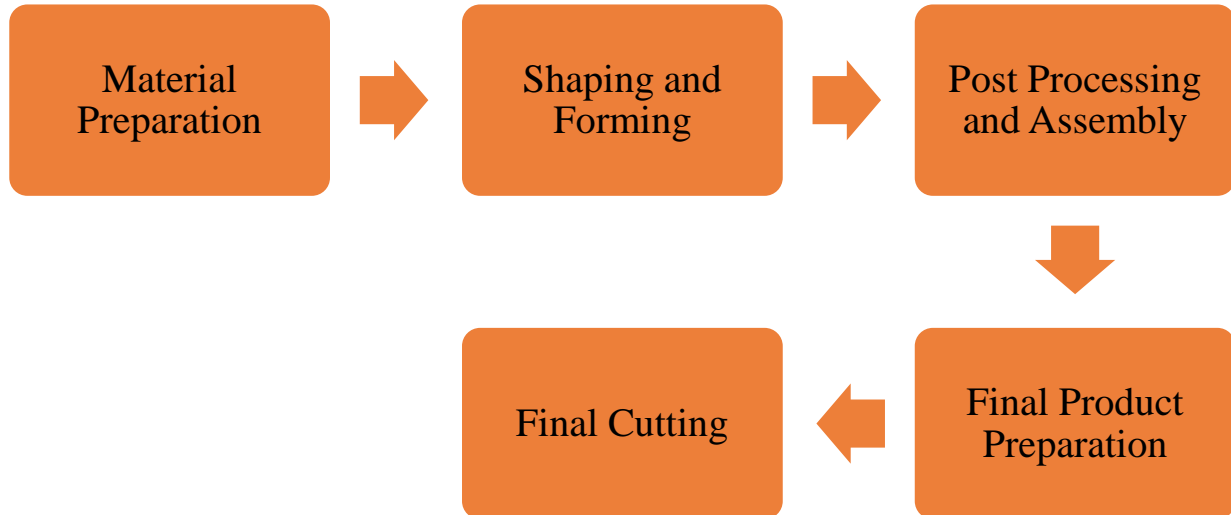 Material
Preparation
Shaping and
Forming
Post Processing
and Assembly
Final Product
Preparation
Final Cutting